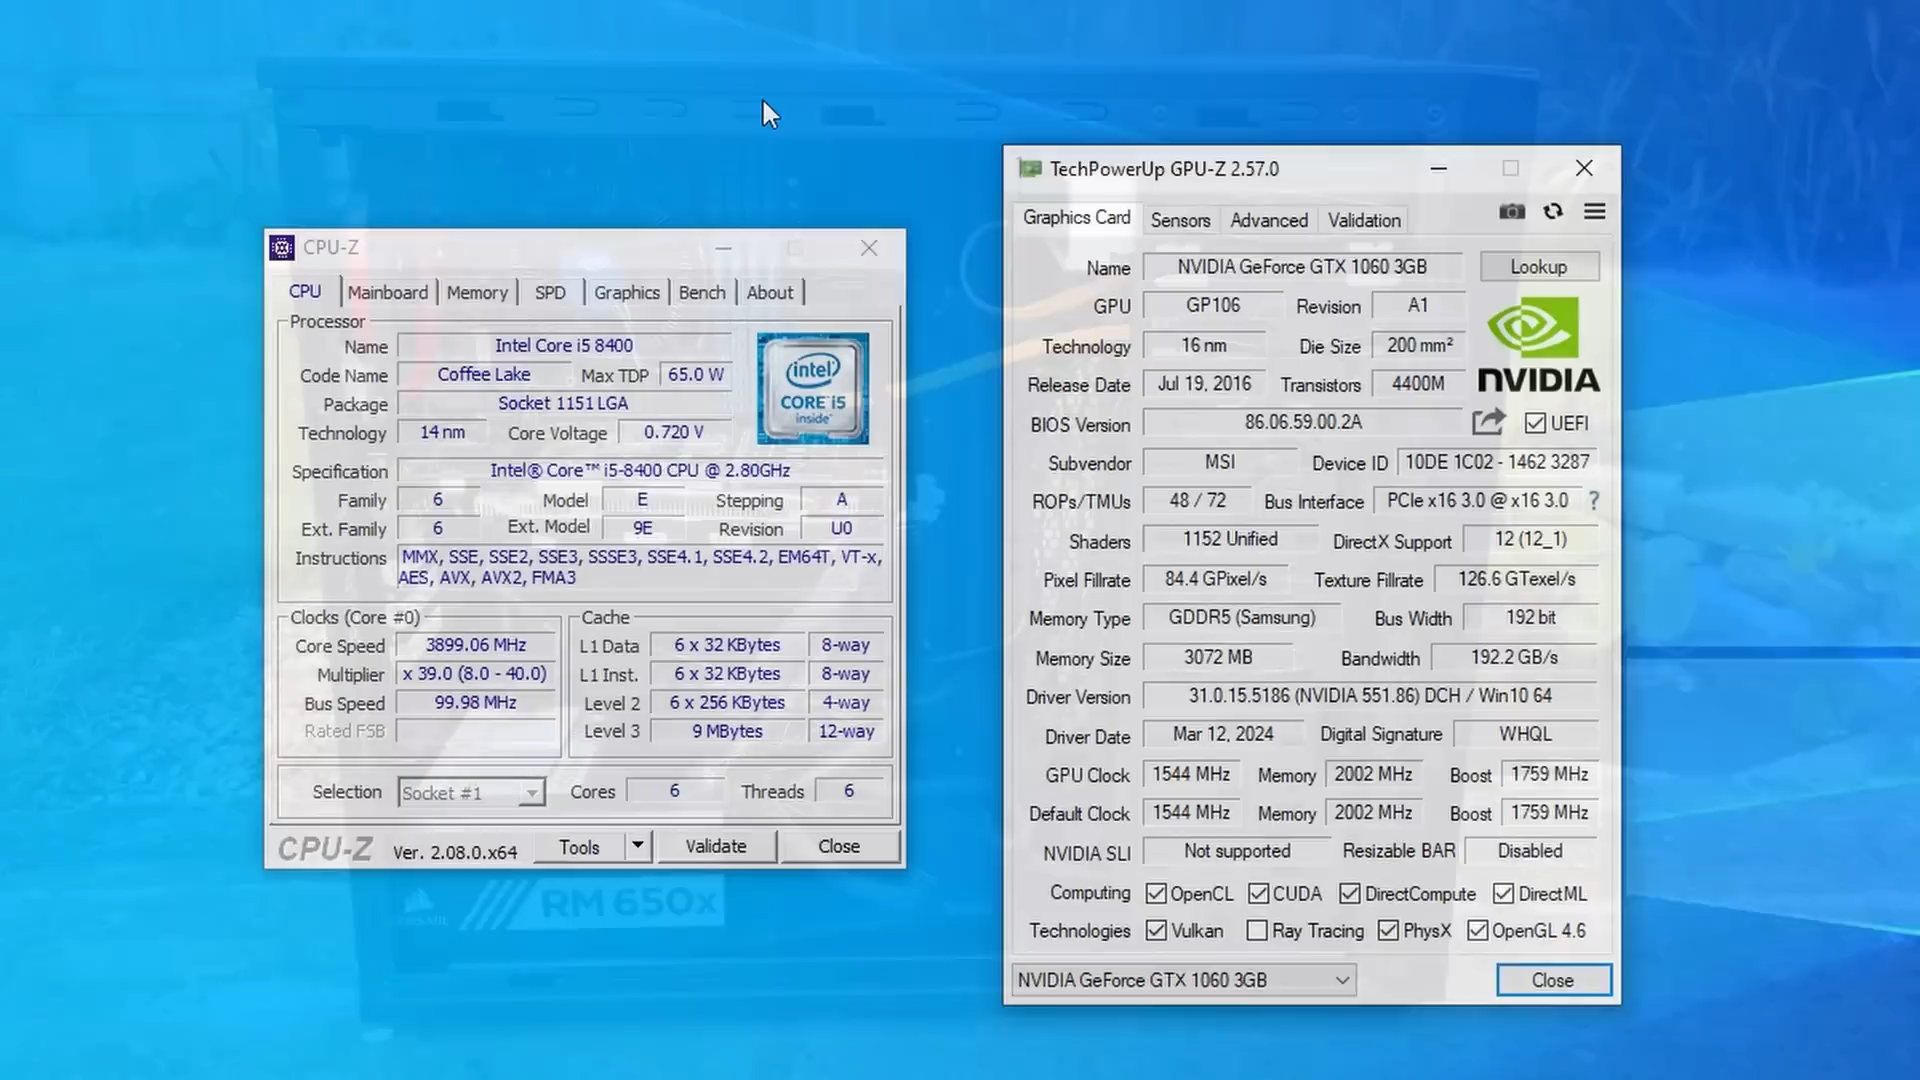 CPU-Z
CPU Mainboard Memory SPD Graphics Bench About
Processor
Name Intel Core i5 8400
Code Name Coffee Lake Max TDP 65.0 W
Package Socket 1151 LGA
Technology 14 nm Core Voltage 0.720 V
intel
CORE i5
inside
Specification Intel® Core™ i5-8400 CPU @ 2.80GHz
Family 6 Model E Stepping A
Ext. Family 6 Ext. Model 9E Revision U0
Instructions MMX, SSE, SSE2, SSE3, SSSE3, SSE4.1, SSE4.2, EM64T, VT-x,
AES, AVX, AVX2, FMA3
Clocks (Core #0)
Core Speed 3899.06 MHz
Multiplier x 39.0 (8.0 - 40.0)
Bus Speed 99.98 MHz
Rated FSB
Cache
L1 Data 6 x 32 KBytes 8-way
L1 Inst. 6 x 32 KBytes 8-way
Level 2 6 x 256 KBytes 4-way
Level 3 9 MBytes 12-way
Selection Socket #1 Cores 6 Threads 6
CPU-Z Ver. 2.08.0.x64 Tools Validate Close
RM 650x
TechPowerUp GPU-Z 2.57.0
Graphics Card Sensors Advanced Validation
Name NVIDIA GeForce GTX 1060 3GB Lookup
GPU GP106 Revision A1
Technology 16 nm Die Size 200 mm²
Release Date Jul 19, 2016 Transistors 4400M
NVIDIA
BIOS Version 86.06.59.00.2A UEFI
Subvendor MSI Device ID 10DE 1C02 - 1462 3287
ROPs/TMUs 48 / 72 Bus Interface PCIe x16 3.0 @ x16 3.0 ?
Shaders 1152 Unified DirectX Support 12 (12_1)
Pixel Fillrate 84.4 GPixel/s Texture Fillrate 126.6 GTexel/s
Memory Type GDDR5 (Samsung) Bus Width 192 bit
Memory Size 3072 MB Bandwidth 192.2 GB/s
Driver Version 31.0.15.5186 (NVIDIA 551.86) DCH / Win10 64
Driver Date Mar 12, 2024 Digital Signature WHQL
GPU Clock 1544 MHz Memory 2002 MHz Boost 1759 MHz
Default Clock 1544 MHz Memory 2002 MHz Boost 1759 MHz
NVIDIA SLI Not supported Resizable BAR Disabled
Computing OpenCL CUDA DirectCompute DirectML
Technologies Vulkan Ray Tracing PhysX OpenGL 4.6
NVIDIA GeForce GTX 1060 3GB Close